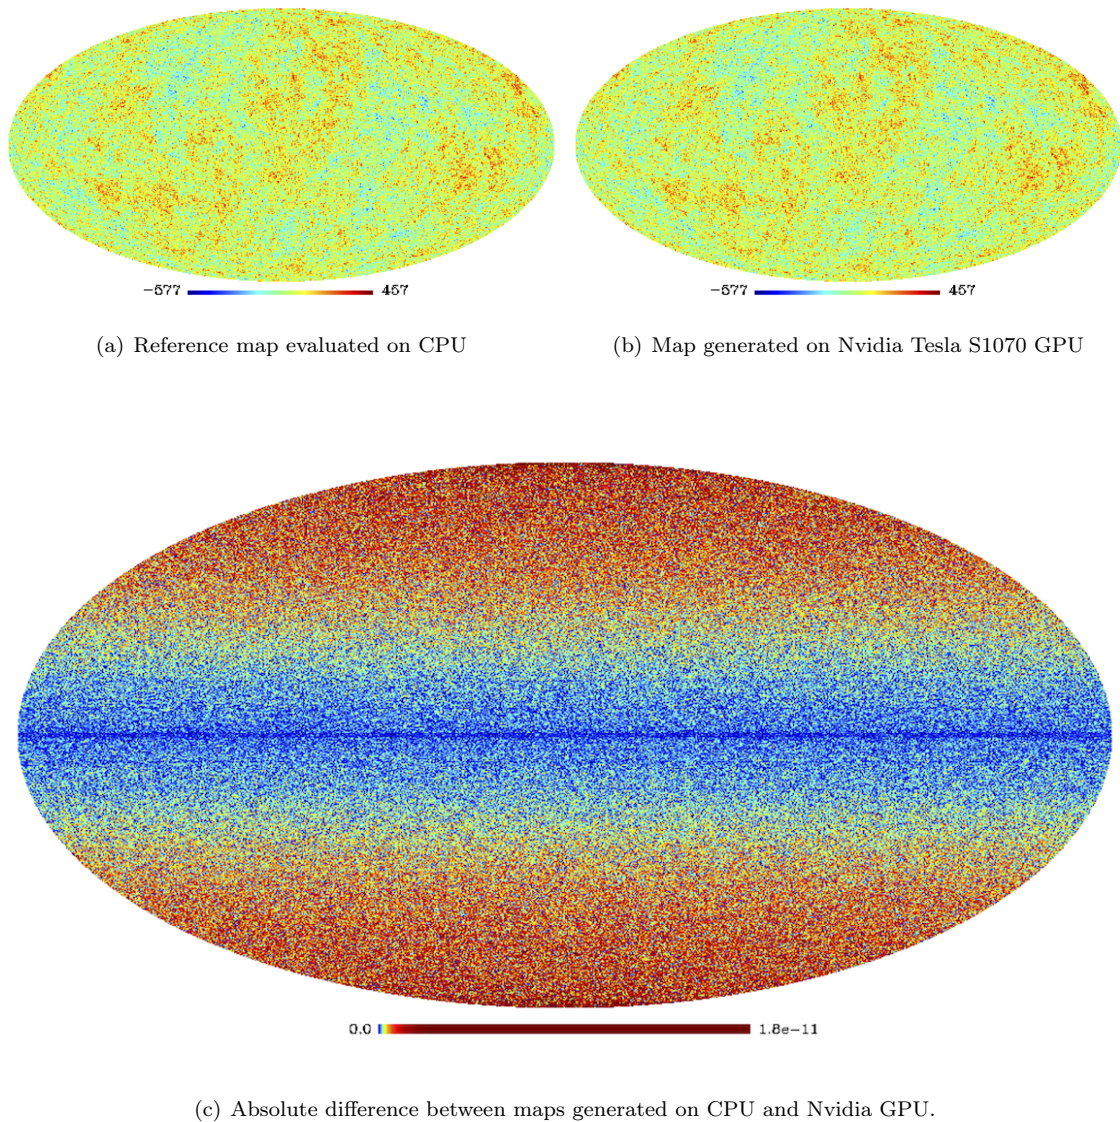 −577 457
−577 457
(a) Reference map evaluated on CPU
(b) Map generated on Nvidia Tesla S1070 GPU
0.0 1.8e−11
(c) Absolute difference between maps generated on CPU and Nvidia GPU.